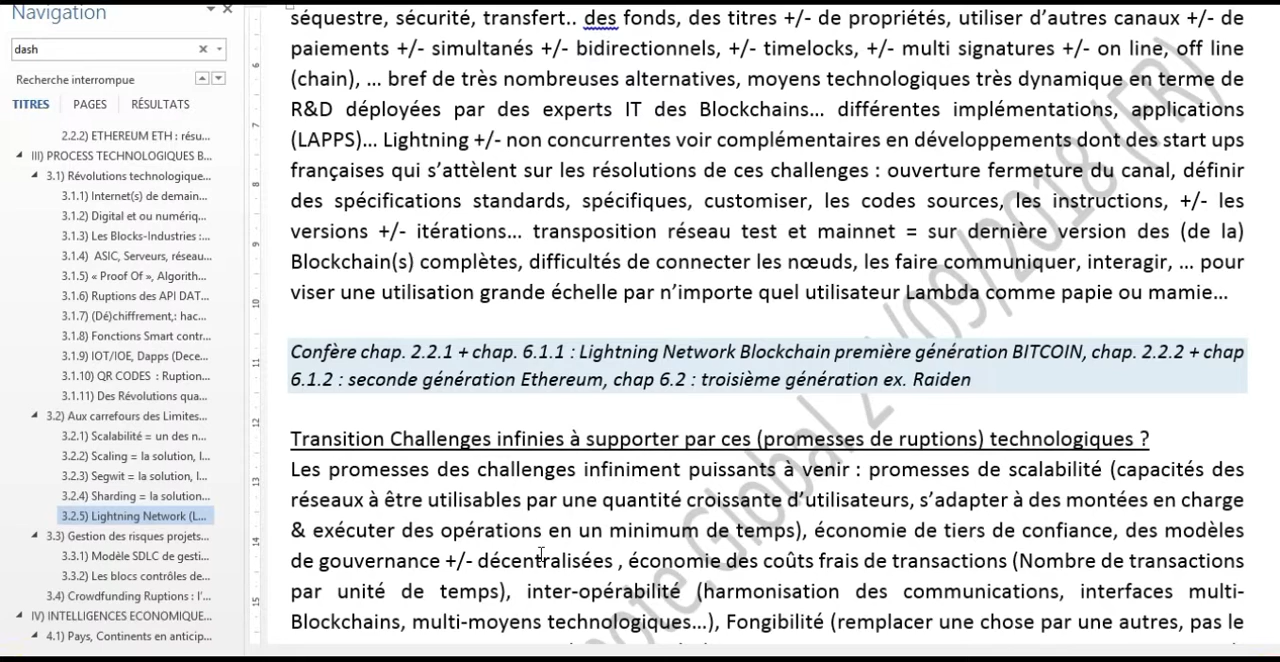 Navigation
dash
Recherche interrompue
TITRES PAGES RÉSULTATS
2.2.2) ETHEREUM ETH : résu...
III) PROCESS TECHNOLOGIQUES B...
3.1) Révolutions technologique...
3.1.1) Internet(s) de demain...
3.1.2) Digital et ou numériq...
3.1.3) Les Blocks-Industries :...
3.1.4) ASIC, Serveurs, réseau...
3.1.5) « Proof Of », Algorith...
3.1.6) Ruptions des API DAT...
3.1.7) (Dé)chiffrement,: hac...
3.1.8) Fonctions Smart contr...
3.1.9) IOT/IOE, Dapps (Dece...
3.1.10) QR CODES : Ruption...
3.1.11) Des Révolutions qua...
3.2) Aux carrefours des Limites...
3.2.1) Scalabilité = un des n...
3.2.2) Scaling = la solution, l...
3.2.3) Segwit = la solution, l...
3.2.4) Sharding = la solution...
3.2.5) Lightning Network (L...
3.3) Gestion des risques projets...
3.3.1) Modèle SDLC de gesti...
3.3.2) Les blocs contrôles de...
3.4) Crowdfunding Ruptions : l'...
IV) INTELLIGENCES ECONOMIQUE...
4.1) Pays, Continents en anticip...
6
7
8
9
10
11
12
13
14
15
séquestre, sécurité, transfert.. des fonds, des titres +/- de propriétés, utiliser d'autres canaux +/- de
paiements +/- simultanés +/- bidirectionnels, +/- timelocks, +/- multi signatures +/- on line, off line
(chain), ... bref de très nombreuses alternatives, moyens technologiques très dynamique en terme de
R&D déployées par des experts IT des Blockchains... différentes implémentations, applications
(LAPPS)... Lightning +/- non concurrentes voir complémentaires en développements dont des start ups
françaises qui s'attèlent sur les résolutions de ces challenges : ouverture fermeture du canal, définir
des spécifications standards, spécifiques, customiser, les codes sources, les instructions, +/- les
versions +/- itérations... transposition réseau test et mainnet = sur dernière version des (de la)
Blockchain(s) complètes, difficultés de connecter les nœuds, les faire communiquer, interagir, ... pour
viser une utilisation grande échelle par n'importe quel utilisateur Lambda comme papie ou mamie...
Confère chap. 2.2.1 + chap. 6.1.1 : Lightning Network Blockchain première génération BITCOIN, chap. 2.2.2 + chap
6.1.2 : seconde génération Ethereum, chap 6.2 : troisième génération ex. Raiden
Transition Challenges infinies à supporter par ces (promesses de ruptions) technologiques ?
Les promesses des challenges infiniment puissants à venir : promesses de scalabilité (capacités des
réseaux à être utilisables par une quantité croissante d'utilisateurs, s'adapter à des montées en charge
& exécuter des opérations en un minimum de temps), économie de tiers de confiance, des modèles
de gouvernance +/- décentralisées , économie des coûts frais de transactions (Nombre de transactions
par unité de temps), inter-opérabilité (harmonisation des communications, interfaces multi-
Blockchains, multi-moyens technologiques...), Fongibilité (remplacer une chose par une autres, pas le